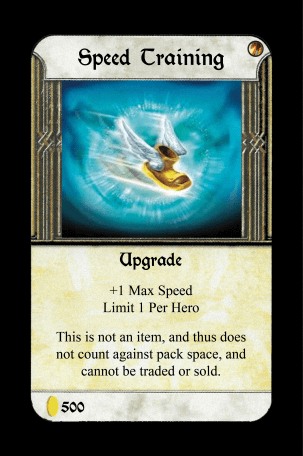 Speed Training
Upgrade
+1 Max Speed
Limit 1 Per Hero
This is not an item, and thus does
not count against pack space, and
cannot be traded or sold.
500